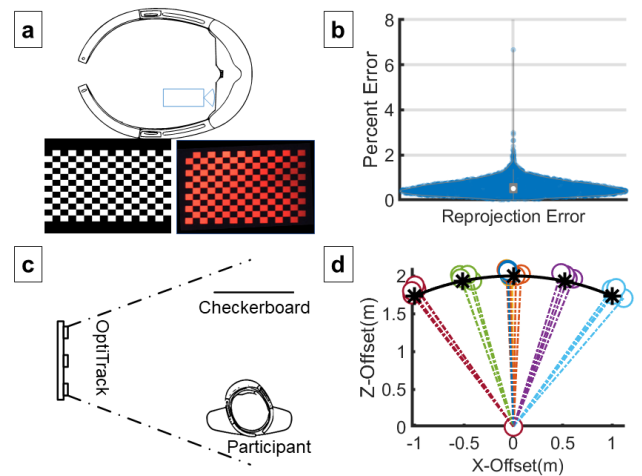 a
b
Percent Error
8
6
4
2
0
Reprojection Error
c
OptiTrack
Checkerboard
Participant
d
Z-Offset(m)
2
1.5
1
0.5
0
-1
-0.5
0
0.5
1
X-Offset(m)